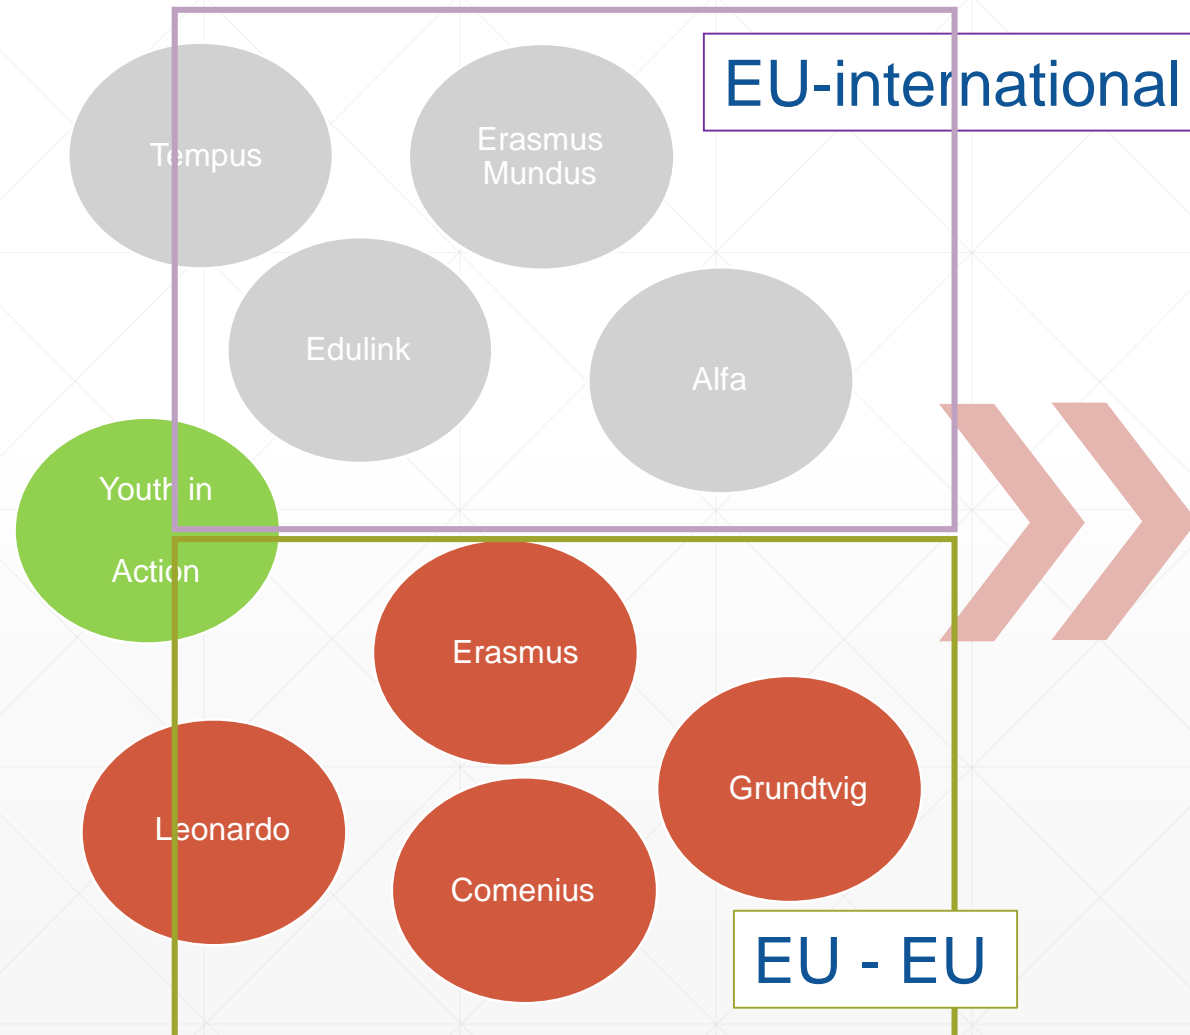 EU-international
Tempus
Erasmus
Mundus
Edulink
Alfa
Youth in
Action
Erasmus
Grundtvig
Leonardo
Comenius
EU - EU